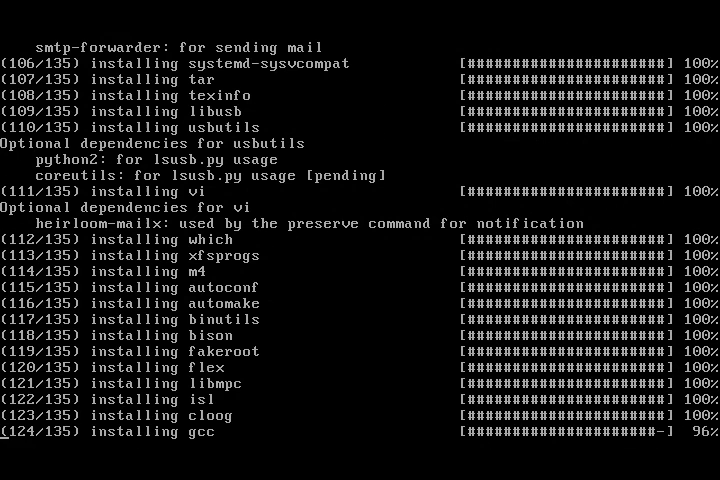 smtp-forwarder: for sending mail
(106/135) installing systemd-sysvcompat [######################] 100%
(107/135) installing tar [######################] 100%
(108/135) installing texinfo [######################] 100%
(109/135) installing libusb [######################] 100%
(110/135) installing usbutils [######################] 100%
Optional dependencies for usbutils
    python2: for lsusb.py usage
    coreutils: for lsusb.py usage [pending]
(111/135) installing vi [######################] 100%
Optional dependencies for vi
    heirloom-mailx: used by the preserve command for notification
(112/135) installing which [######################] 100%
(113/135) installing xfsprogs [######################] 100%
(114/135) installing m4 [######################] 100%
(115/135) installing autoconf [######################] 100%
(116/135) installing automake [######################] 100%
(117/135) installing binutils [######################] 100%
(118/135) installing bison [######################] 100%
(119/135) installing fakeroot [######################] 100%
(120/135) installing flex [######################] 100%
(121/135) installing libmpc [######################] 100%
(122/135) installing isl [######################] 100%
(123/135) installing cloog [######################] 100%
(124/135) installing gcc [#####################-] 96%